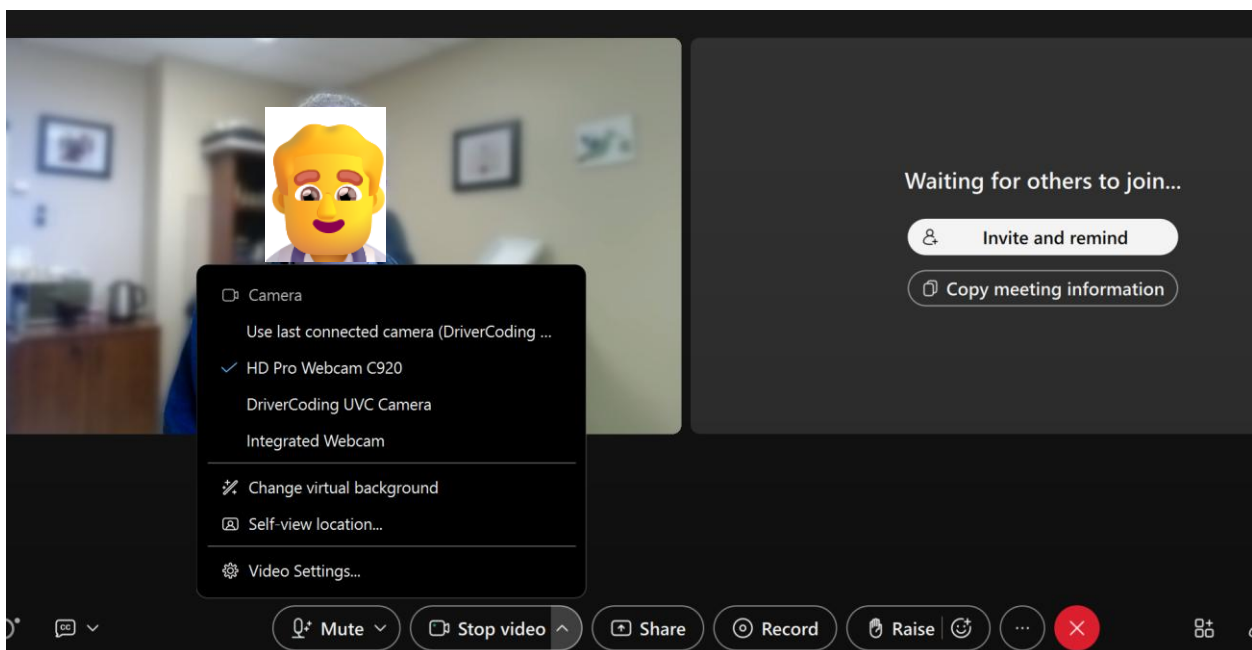 Waiting for others to join...
Invite and remind
Copy meeting information
Camera
Use last connected camera (DriverCoding ...
HD Pro Webcam C920
DriverCoding UVC Camera
Integrated Webcam
Change virtual background
Self-view location...
Video Settings...
CC
Mute
Stop video
Share
Record
Raise